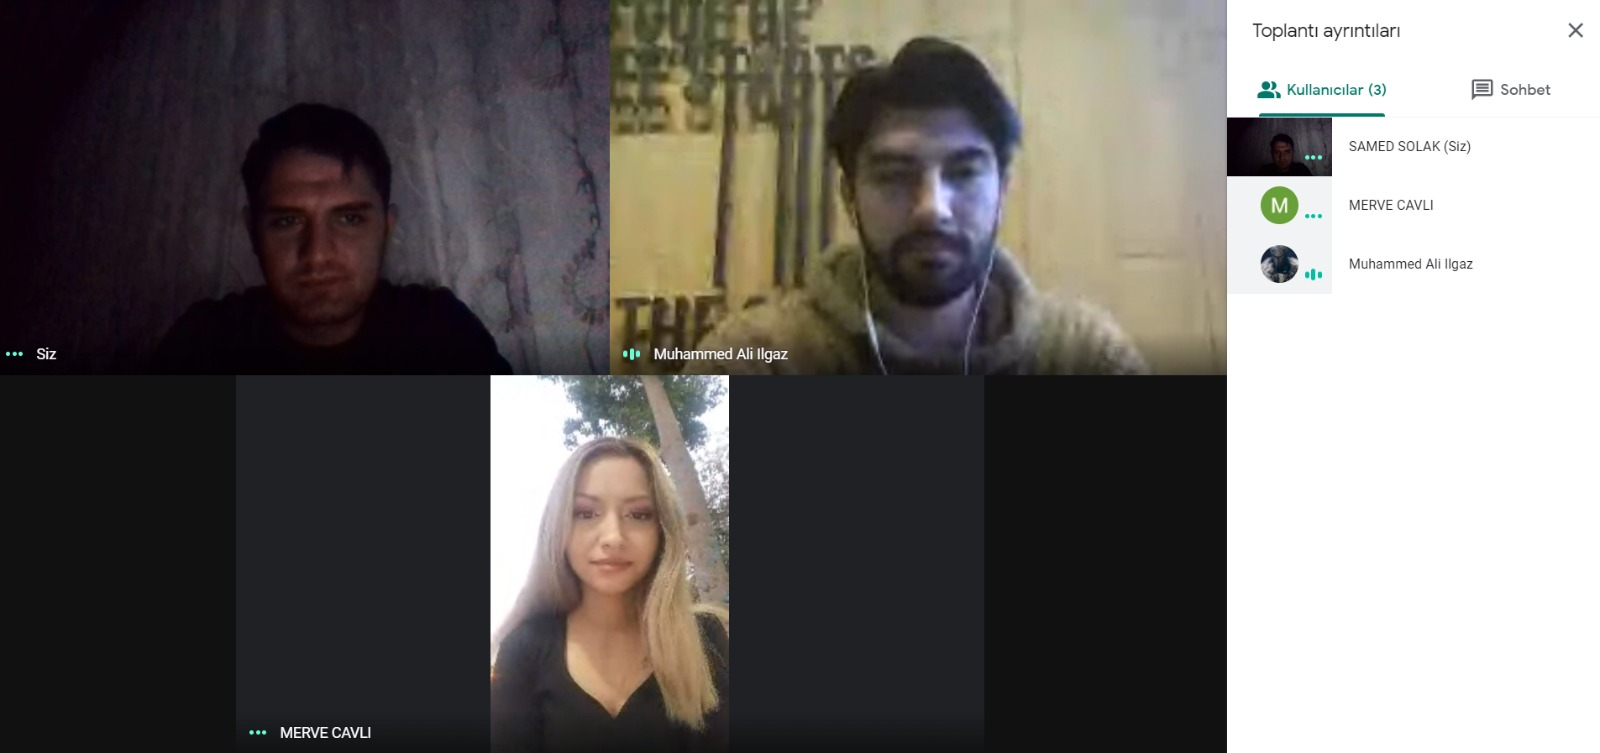 THE
Siz
Muhammed Ali Ilgaz
MERVE CAVLI
Toplantı ayrıntıları
Kullanıcılar (3)
Sohbet
SAMED SOLAK (Siz)
M
MERVE CAVLI
Muhammed Ali Ilgaz